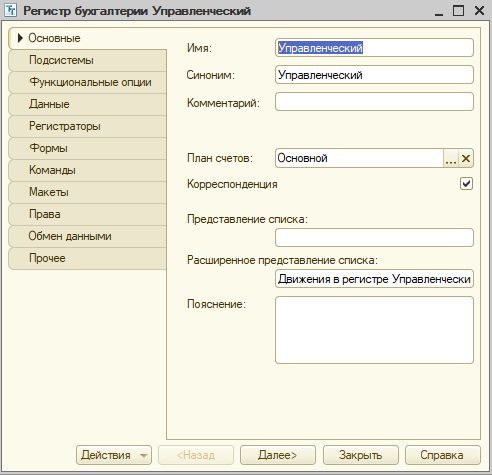 Регистр бухгалтерии Управленческий
Основные
Подсистемы
Функциональные опции
Данные
Регистраторы
Формы
Команды
Макеты
Права
Обмен данными
Прочее
Имя: Управленческий
Синоним: Управленческий
Комментарий:
План счетов: Основной ...
Корреспонденция
Представление списка:
Расширенное представление списка:
Движения в регистре Управленчески
Пояснение:
Действия <Назад Далее> Закрыть Справка